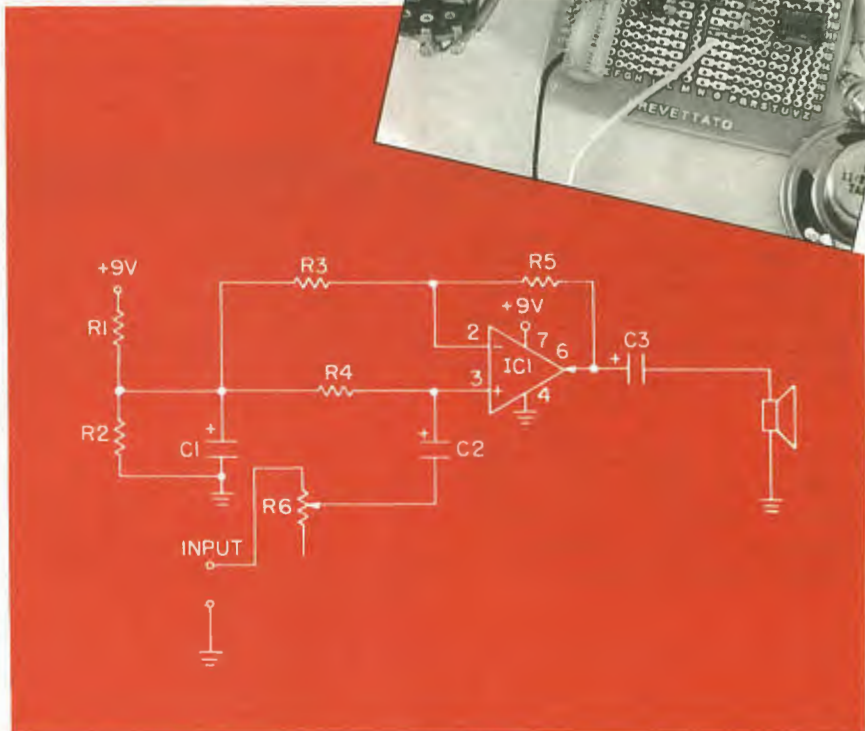 K F G H I L M N O P Q R S T U V Z
REVETTATO
+9V
R3
R5
+9V
R1
2
7
C3
6
IC1
+
R4
3
-
+
4
R2
+
C1
+
C2
R6
INPUT